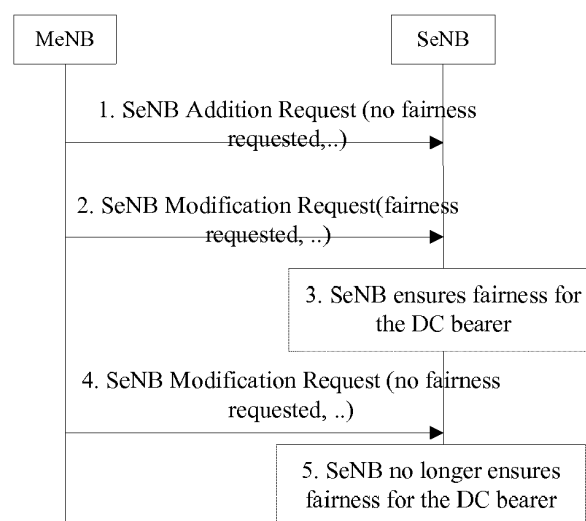 MeNB
SeNB
1. SeNB Addition Request (no fairness
requested,..)
2. SeNB Modification Request(fairness
requested, ..)
3. SeNB ensures fairness for
the DC bearer
4. SeNB Modification Request (no fairness
requested, ..)
5. SeNB no longer ensures
fairness for the DC bearer